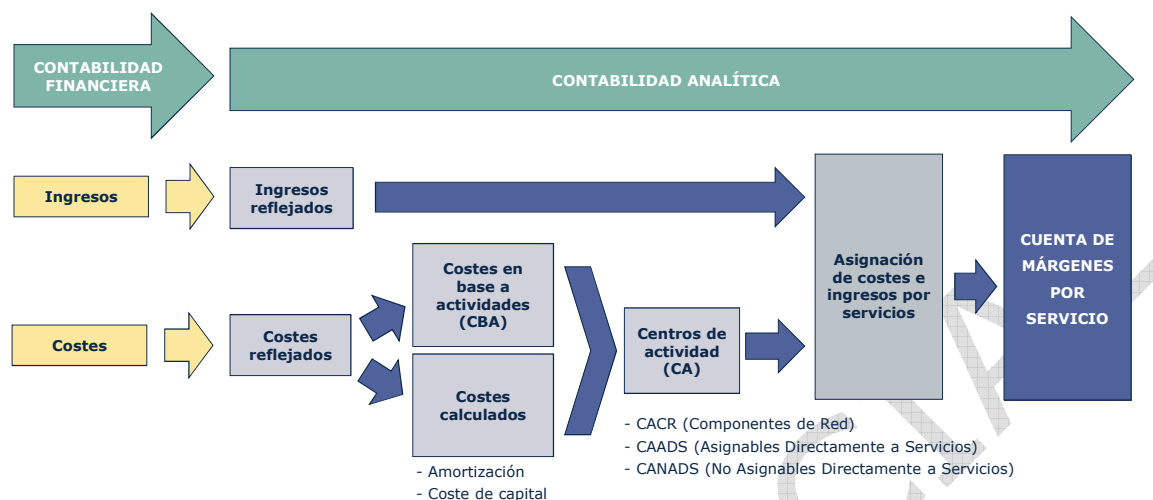 CONTABILIDAD
FINANCIERA
CONTABILIDAD ANALÍTICA
Ingresos
Ingresos
reflejados
Costes
Costes
reflejados
Costes en
base a
actividades
(CBA)
Costes
calculados
- Amortización
- Coste de capital
Centros de
actividad
(CA)
- CACR (Componentes de Red)
- CAADS (Asignables Directamente a Servicios)
- CANADS (No Asignables Directamente a Servicios)
Asignación
de costes e
ingresos por
servicios
CUENTA DE
MÁRGENES
POR
SERVICIO